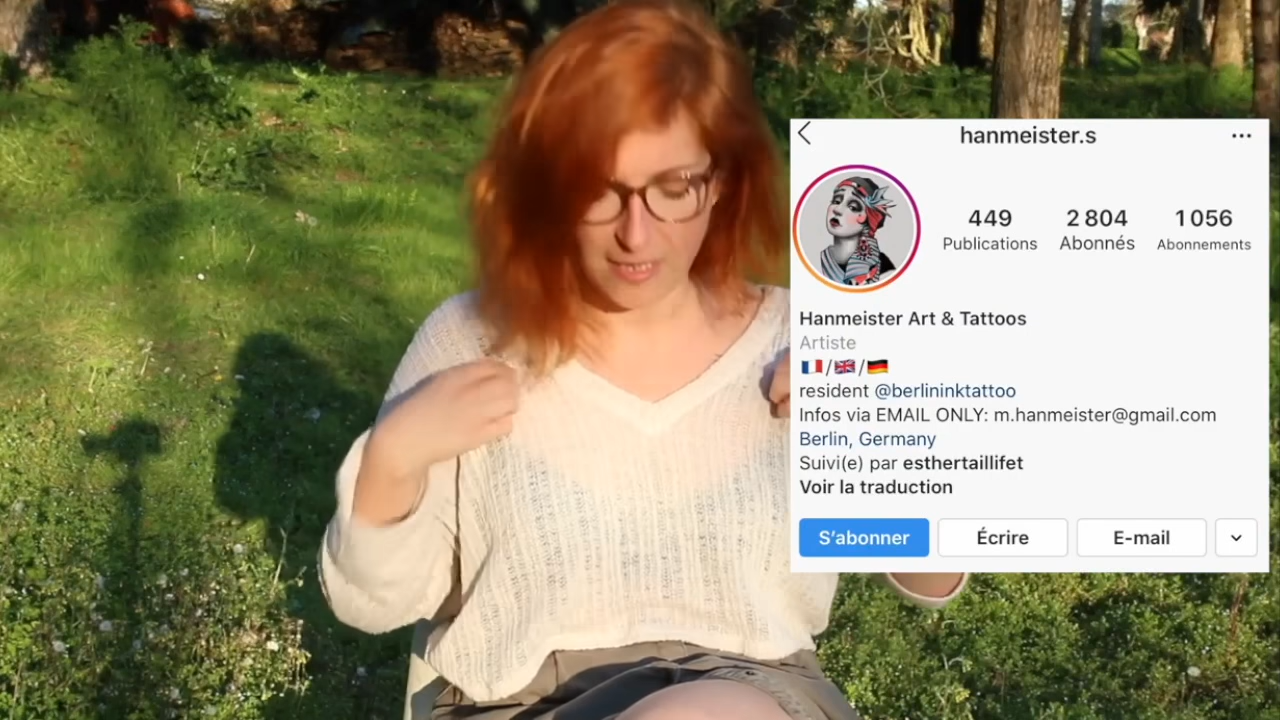 hanmeister.s
449 2 804 1 056
Publications Abonnés Abonnements
Hanmeister Art & Tattoos
Artiste
🇫🇷/🇬🇧/🇩🇪
resident @berlininktattoo
Infos via EMAIL ONLY: m.hanmeister@gmail.com
Berlin, Germany
Suivi(e) par esthertaillifet
Voir la traduction
S'abonner Écrire E-mail